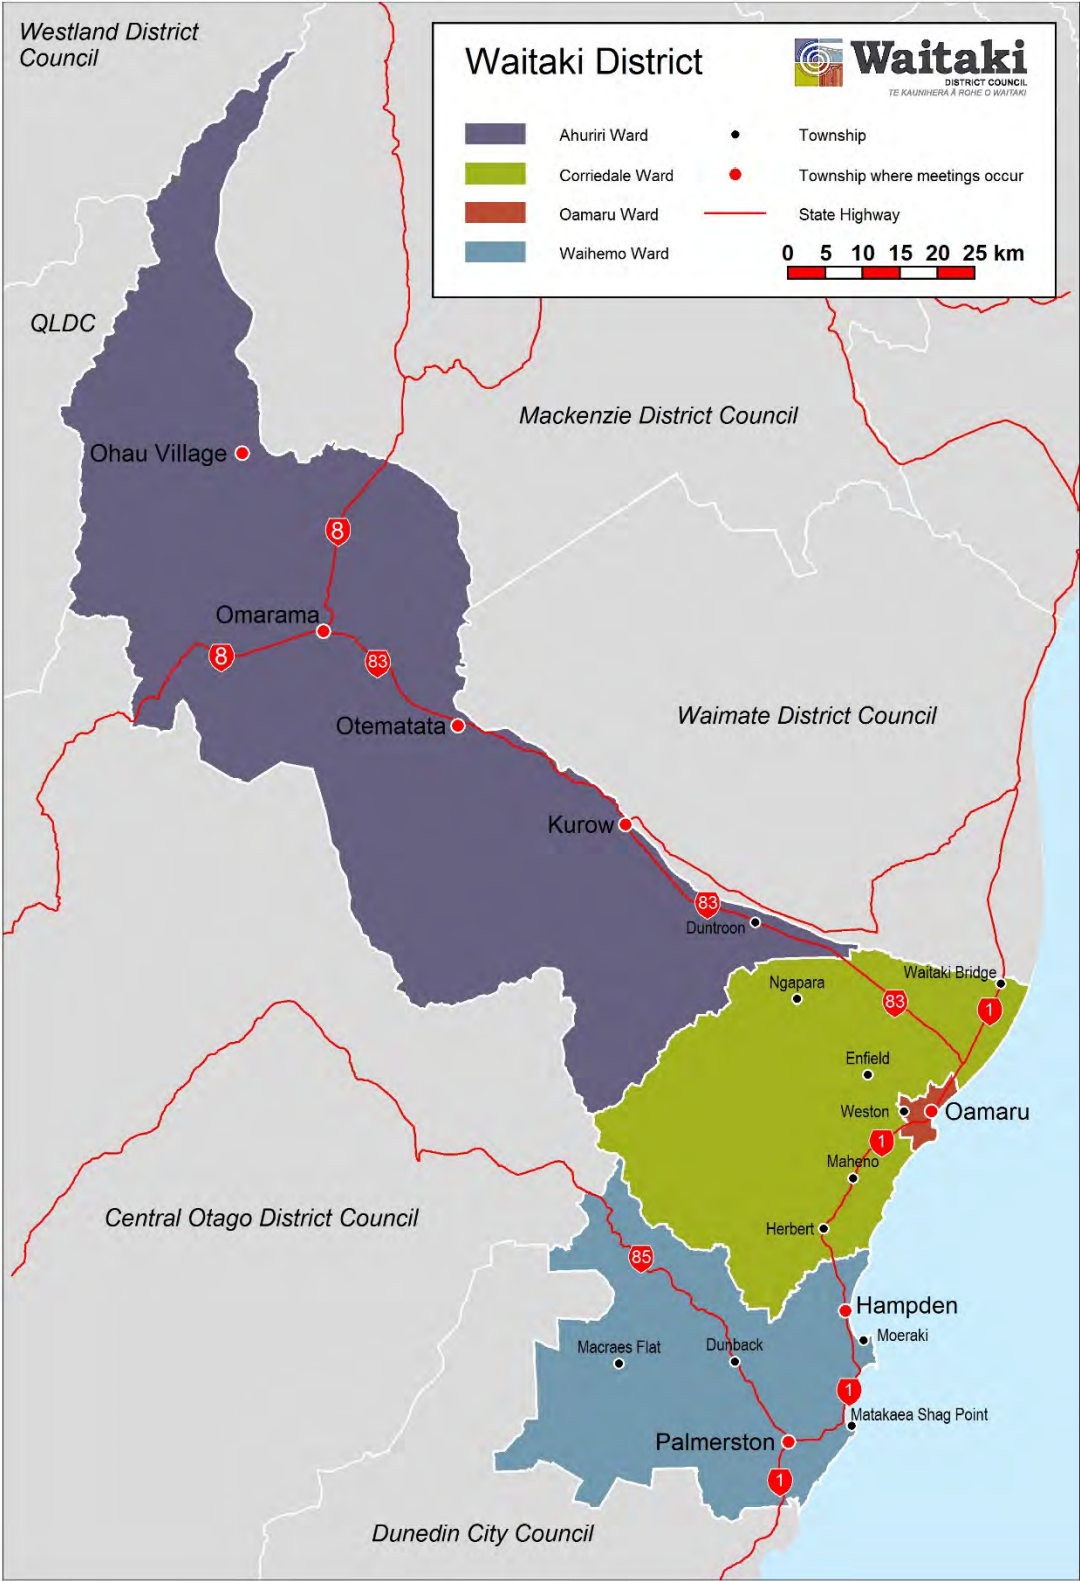 Westland District
Council
Waitaki District
Waitaki
DISTRICT COUNCIL
TE KAUNIHERA Ā ROHE O WAITAKI
Ahuriri Ward
Township
Corriedale Ward
Township where meetings occur
Oamaru Ward
State Highway
Waihemo Ward
0 5 10 15 20 25 km
QLDC
Mackenzie District Council
Ohau Village
8
Omarama
8
83
Waimate District Council
Otematata
Kurow
83
Duntroon
Waitaki Bridge
Ngapara
83
1
Enfield
Weston
Oamaru
1
Maheno
Central Otago District Council
Herbert
85
Hampden
Moeraki
Macraes Flat
Dunback
1
Matakaea Shag Point
Palmerston
1
Dunedin City Council